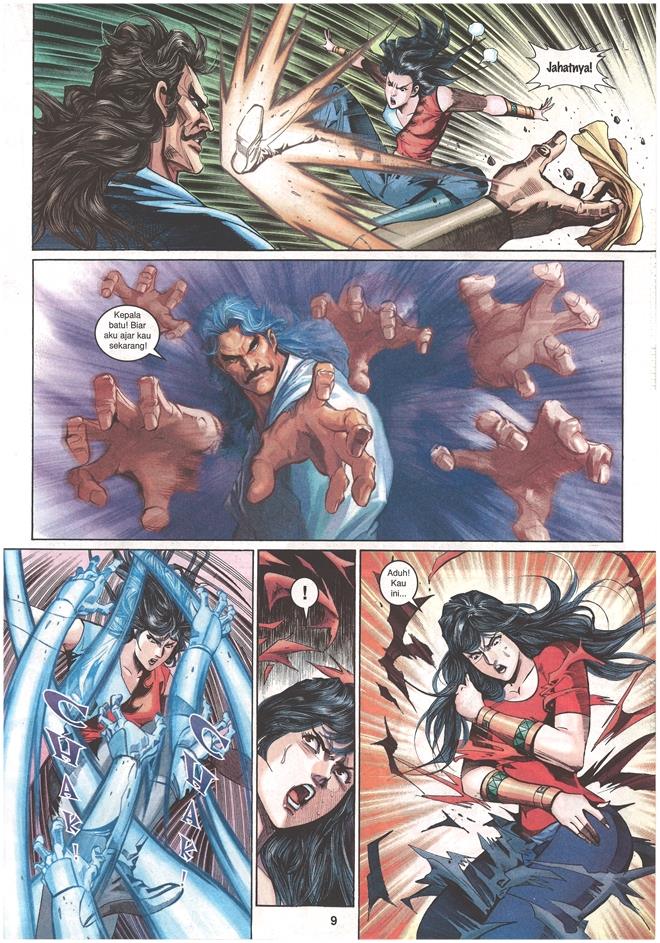 Jahatnya!
Kepala
batu! Biar
aku ajar kau
sekarang!
CHAK!
CHAK!
!
Aduh!
Kau
ini...
9